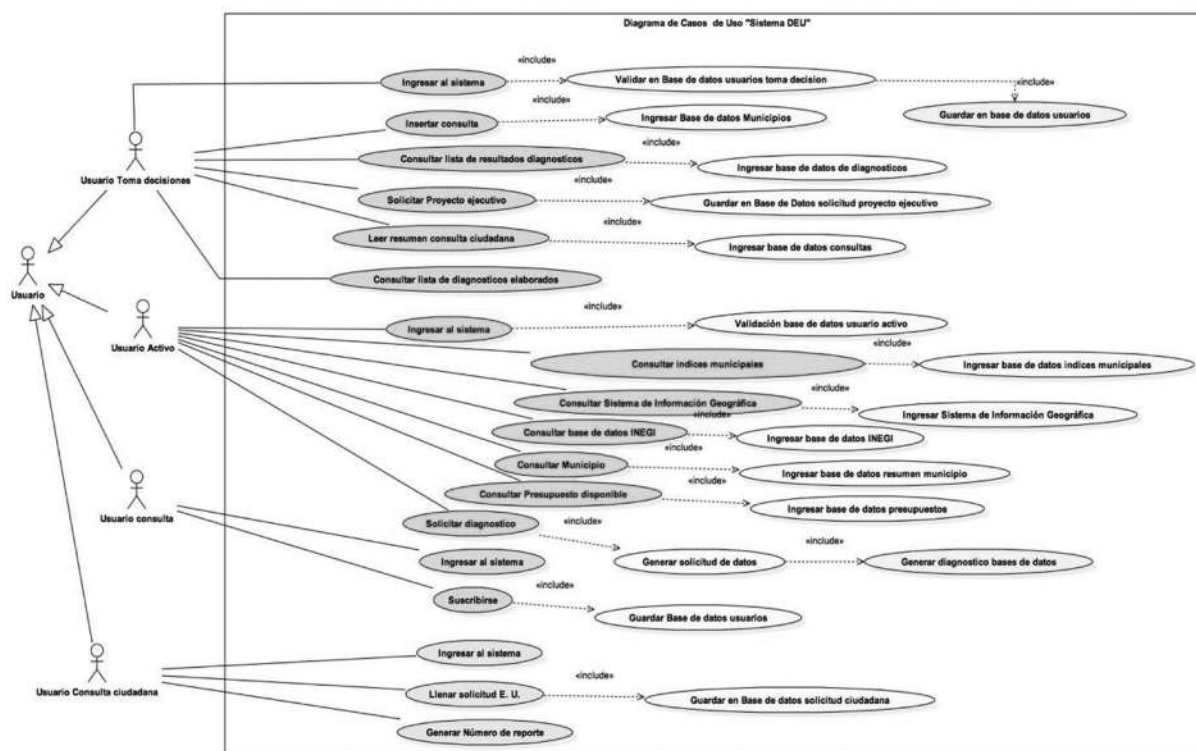 Diagrama de Casos de Uso "Sistema DEU"
«include»
Ingresar al sistema
Validar en Base de datos usuarios toma decision
«include»
Guardar en base de datos usuarios
«include»
Insertar consulta
Ingresar Base de datos Municipios
Usuario Toma decisiones
«include»
Consultar lista de resultados diagnosticos
Ingresar base de datos de diagnosticos
«include»
Solicitar Proyecto ejecutivo
Guardar en Base de Datos solicitud proyecto ejecutivo
«include»
Leer resumen consulta ciudadana
Ingresar base de datos consultas
Consultar lista de diagnosticos elaborados
Usuario
«include»
Ingresar al sistema
Validación base de datos usuario activo
Usuario Activo
«include»
Consultar indices municipales
Ingresar base de datos indices municipales
«include»
Consultar Sistema de Información Geográfica
Ingresar Sistema de Información Geográfica
«include»
Consultar base de datos INEGI
Ingresar base de datos INEGI
«include»
Consultar Municipio
Ingresar base de datos resumen municipio
«include»
Consultar Presupuesto disponible
Ingresar base de datos presupuestos
Usuario consulta
Solicitar diagnostico
«include»
Generar solicitud de datos
«include»
Generar diagnostico bases de datos
Ingresar al sistema
«include»
Suscribirse
Guardar Base de datos usuarios
Ingresar al sistema
Usuario Consulta ciudadana
«include»
Llenar solicitud E. U.
Guardar en Base de datos solicitud ciudadana
Generar Número de reporte